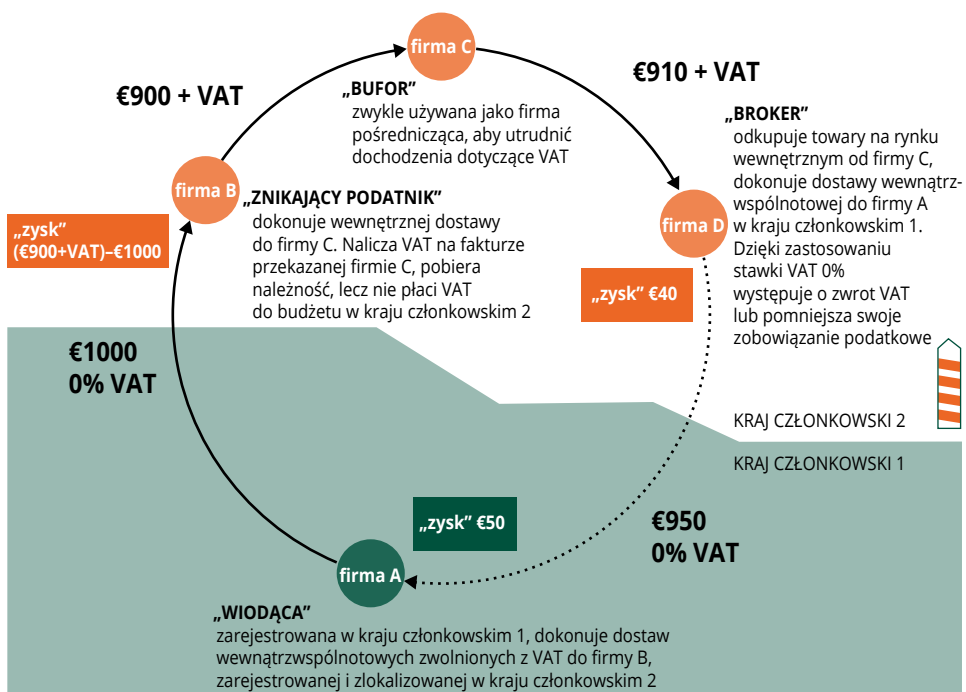 firma C
€900 + VAT
€910 + VAT
„BUFOR”
zwykle używana jako firma
pośrednicząca, aby utrudnić
dochodzenia dotyczące VAT
„BROKER”
odkupuje towary na rynku
wewnętrznym od firmy C,
dokonuje dostawy wewnątrz-
wspólnotowej do firmy A
w kraju członkowskim 1.
Dzięki zastosowaniu
stawki VAT 0%
występuje o zwrot VAT
lub pomniejsza swoje
zobowiązanie podatkowe
firma B
„ZNIKAJĄCY PODATNIK”
dokonuje wewnętrznej dostawy
do firmy C. Nalicza VAT na fakturze
przekazanej firmie C, pobiera
należność, lecz nie płaci VAT
do budżetu w kraju członkowskim 2
firma D
„zysk”
(€900+VAT)–€1000
„zysk” €40
€1000
0% VAT
KRAJ CZŁONKOWSKI 2
KRAJ CZŁONKOWSKI 1
„zysk” €50
€950
0% VAT
firma A
„WIODĄCA”
zarejestrowana w kraju członkowskim 1, dokonuje dostaw
wewnątrzwspólnotowych zwolnionych z VAT do firmy B,
zarejestrowanej i zlokalizowanej w kraju członkowskim 2